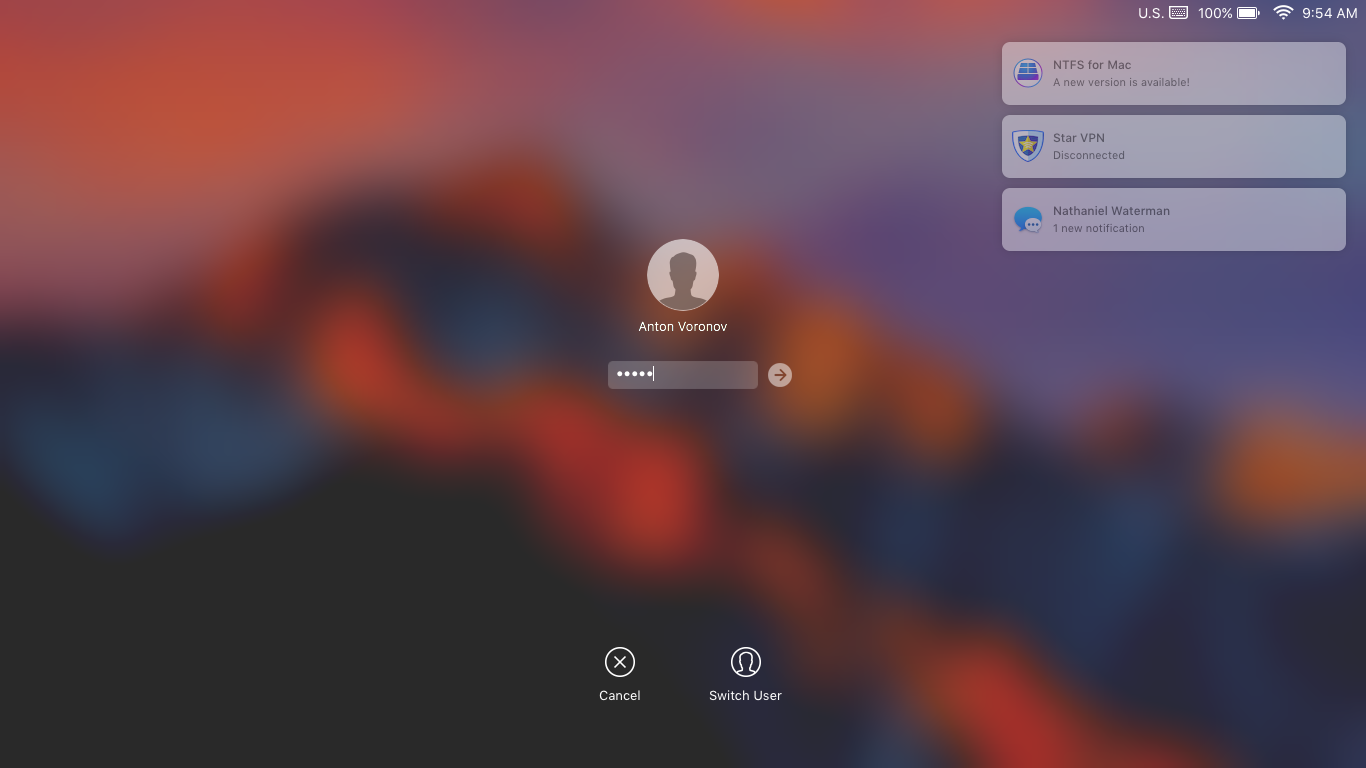 U.S. 100% 9:54 AM
NTFS for Mac
A new version is available!
Star VPN
Disconnected
Nathaniel Waterman
1 new notification
Anton Voronov
•••••
Cancel
Switch User